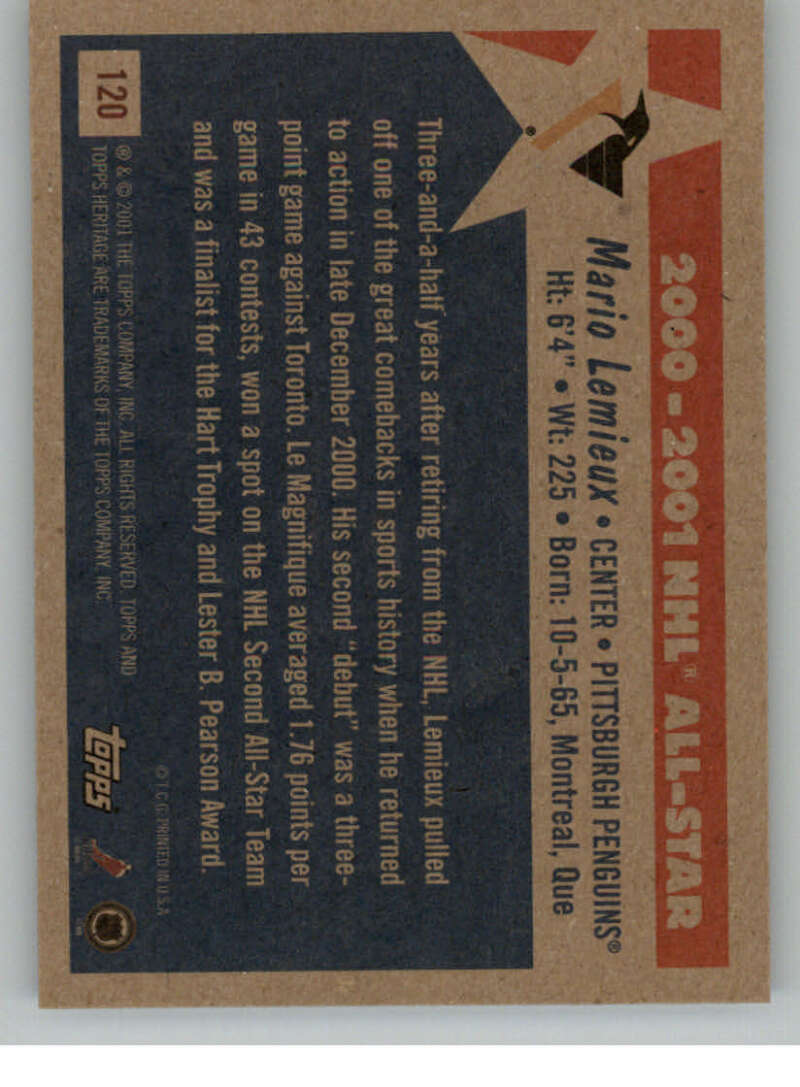 2000-2001 NHL® ALL-STAR
Mario Lemieux • CENTER • PITTSBURGH PENGUINS®
Ht: 6'4" • Wt: 225 • Born: 10-5-65, Montreal, Que
®
Three-and-a-half years after retiring from the NHL, Lemieux pulled
off one of the great comebacks in sports history when he returned
to action in late December 2000. His second "debut" was a three-
point game against Toronto. Le Magnifique averaged 1.76 points per
game in 43 contests, won a spot on the NHL Second All-Star Team
and was a finalist for the Hart Trophy and Lester B. Pearson Award.
120
© T.C.G. PRINTED IN U.S.A.
® & © 2001 THE TOPPS COMPANY, INC. ALL RIGHTS RESERVED. TOPPS AND
TOPPS HERITAGE ARE TRADEMARKS OF THE TOPPS COMPANY, INC.
topps